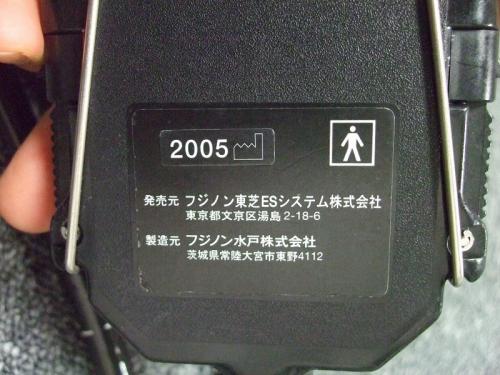 2005
発売元 フジノン東芝ESシステム株式会社
東京都文京区湯島 2-18-6
製造元 フジノン水戸株式会社
茨城県常陸大宮市東野4112